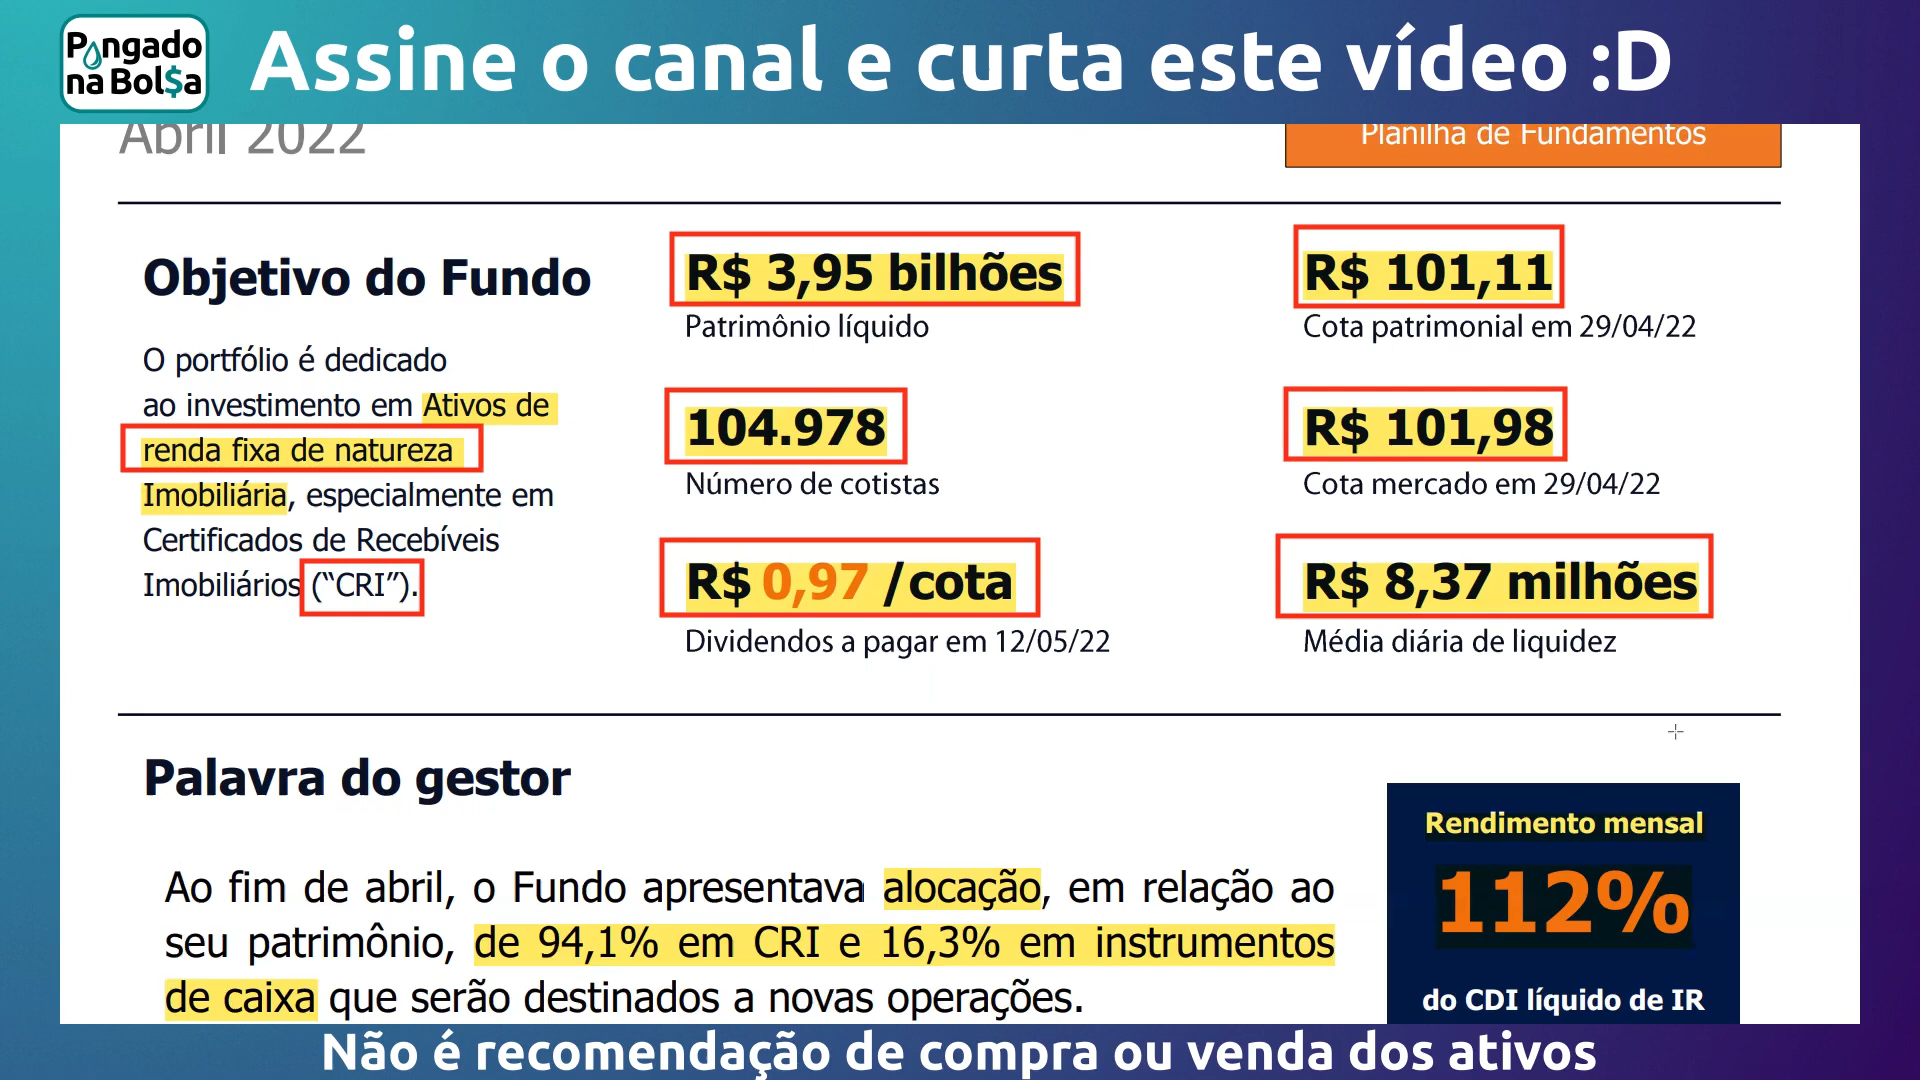 Pingado
na Bol$a
Assine o canal e curta este vídeo :D
Abril 2022
Planilha de Fundamentos
Objetivo do Fundo
O portfólio é dedicado
ao investimento em Ativos de
renda fixa de natureza
Imobiliária, especialmente em
Certificados de Recebíveis
Imobiliários (“CRI”).
R$ 3,95 bilhões
Patrimônio líquido
104.978
Número de cotistas
R$ 0,97 /cota
Dividendos a pagar em 12/05/22
R$ 101,11
Cota patrimonial em 29/04/22
R$ 101,98
Cota mercado em 29/04/22
R$ 8,37 milhões
Média diária de liquidez
Palavra do gestor
Ao fim de abril, o Fundo apresentava alocação, em relação ao
seu patrimônio, de 94,1% em CRI e 16,3% em instrumentos
de caixa que serão destinados a novas operações.
Rendimento mensal
112%
do CDI líquido de IR
Não é recomendação de compra ou venda dos ativos